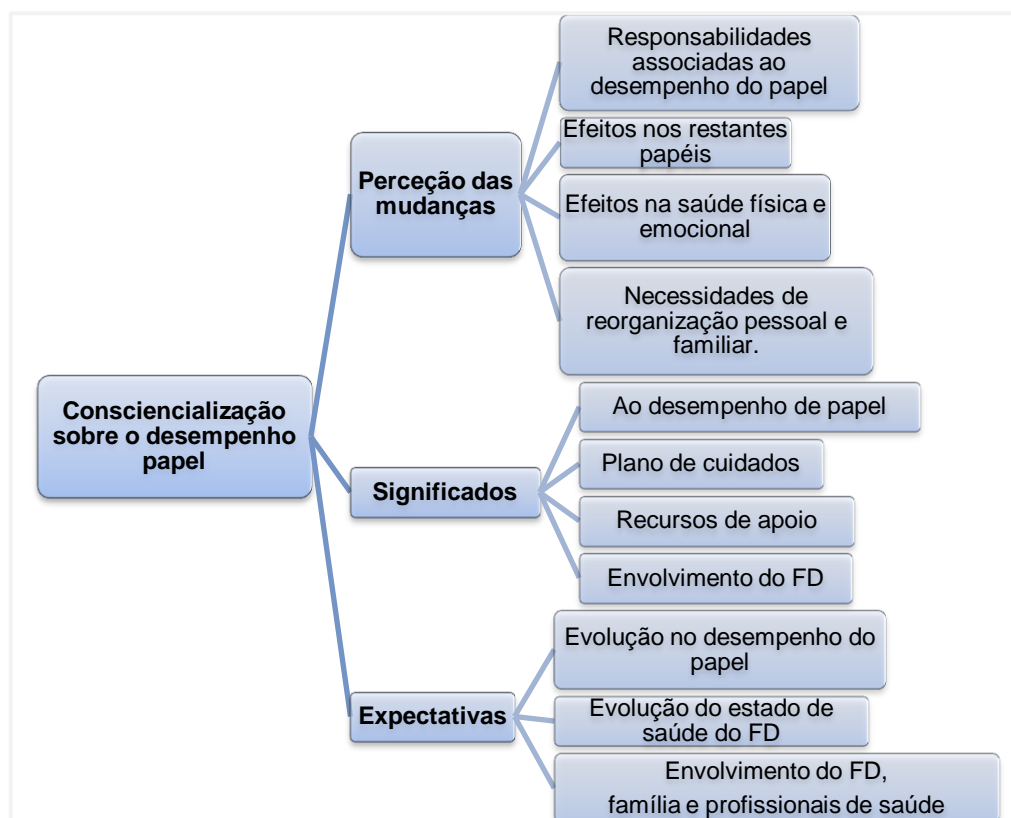 Consciencialização
sobre o desempenho
papel
Perceção das
mudanças
Responsabilidades
associadas ao
desempenho do papel
Efeitos nos restantes
papéis
Efeitos na saúde física e
emocional
Necessidades de
reorganização pessoal e
familiar.
Significados
Ao desempenho de papel
Plano de cuidados
Recursos de apoio
Envolvimento do FD
Expectativas
Evolução no desempenho do
papel
Evolução do estado de
saúde do FD
Envolvimento do FD,
família e profissionais de saúde